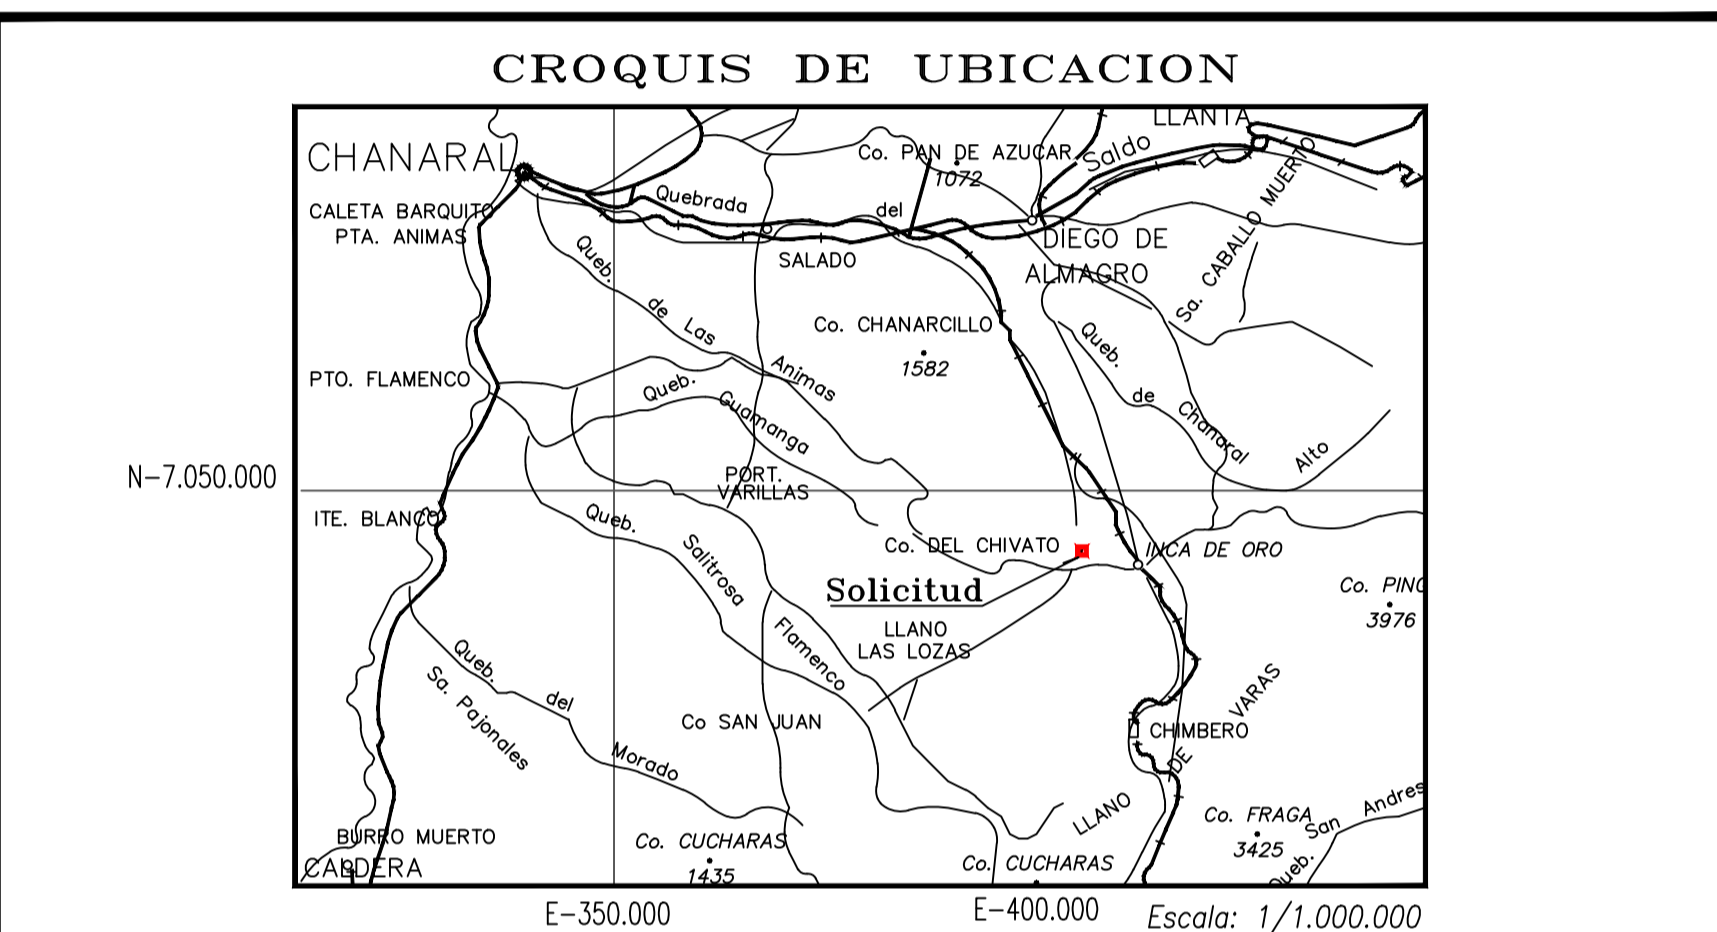 CROQUIS DE UBICACION
LLANTA
CHANARAL
Co. PAN DE AZUCAR
1072
Saldo
Quebrada
del
CALETA BARQUITO
PTA. ANIMAS
SALADO
DIEGO DE
ALMAGRO
Sa. CABALLO MUERTO
Queb.
de Las
Animas
Co. CHANARCILLO
1582
PTO. FLAMENCO
Queb.
Guamanga
Queb.
de
Chanaral
Alto
N-7.050.000
PORT.
VARILLAS
ITE. BLANCO
Queb.
Salitrosa
Co. DEL CHIVATO
INCA DE ORO
Solicitud
Co. PINO
3976
LLANO
LAS LOZAS
Flamenco
Queb.
del
Morado
Sa. Pajonales
Co SAN JUAN
CHIMBERO
LLANO
DE
VARAS
Co. FRAGA
3425
Queb.
San
Andres
BURRO MUERTO
CALDERA
Co. CUCHARAS
1435
Co. CUCHARAS
E-350.000
E-400.000
Escala: 1/1.000.000